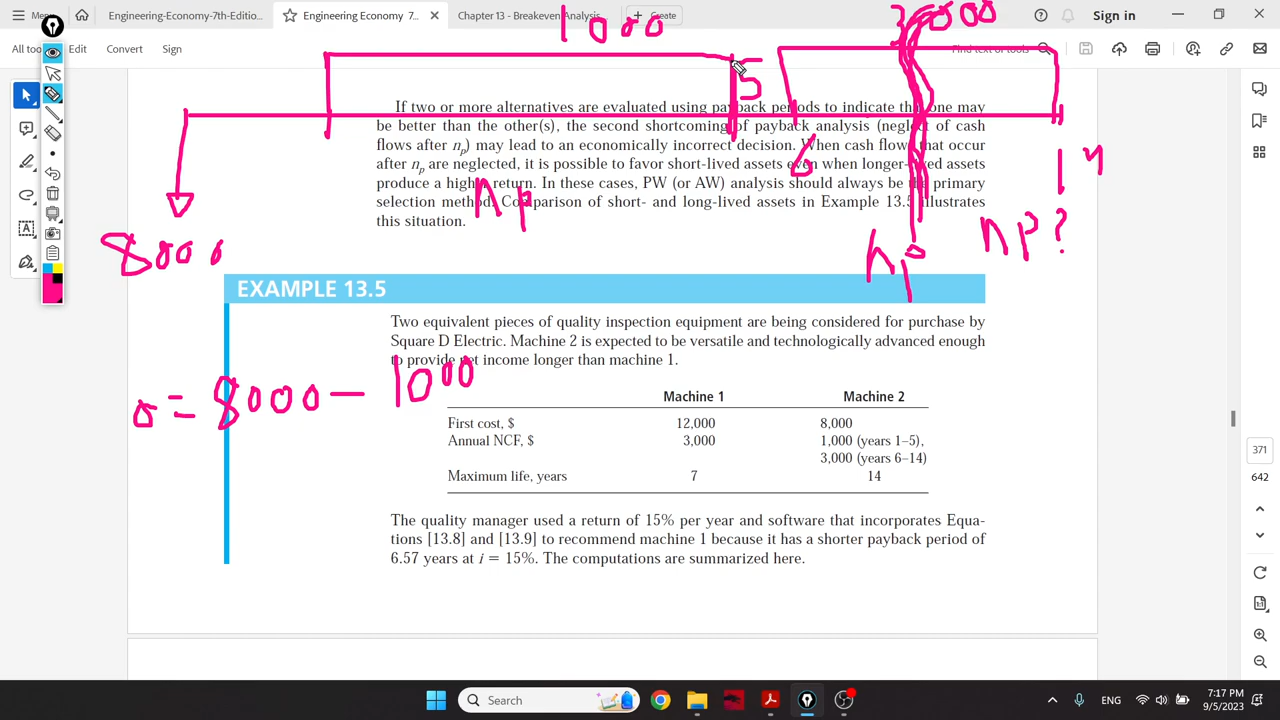 Menu
Engineering-Economy-7th-Edition...
Engineering Economy 7...
Chapter 13 - Breakeven Analysis...
Create
Sign in
All tools
Edit
Convert
Sign
Find text or tools
1000
3000
5
If two or more alternatives are evaluated using payback periods to indicate that one may
be better than the other(s), the second shortcoming of payback analysis (neglect of cash
flows after np) may lead to an economically incorrect decision. When cash flows that occur
after np are neglected, it is possible to favor short-lived assets even when longer-lived assets
produce a higher return. In these cases, PW (or AW) analysis should always be the primary
selection method. Comparison of short- and long-lived assets in Example 13.5 illustrates
this situation.
6
14
np
np?
np
8000
EXAMPLE 13.5
Two equivalent pieces of quality inspection equipment are being considered for purchase by
Square D Electric. Machine 2 is expected to be versatile and technologically advanced enough
to provide net income longer than machine 1.
0 = 8000 - 1000
Machine 1 Machine 2
First cost, $ 12,000 8,000
Annual NCF, $ 3,000 1,000 (years 1–5),
3,000 (years 6–14)
Maximum life, years 7 14
The quality manager used a return of 15% per year and software that incorporates Equa-
tions [13.8] and [13.9] to recommend machine 1 because it has a shorter payback period of
6.57 years at i = 15%. The computations are summarized here.
371
642
Search
ENG
7:17 PM
9/5/2023